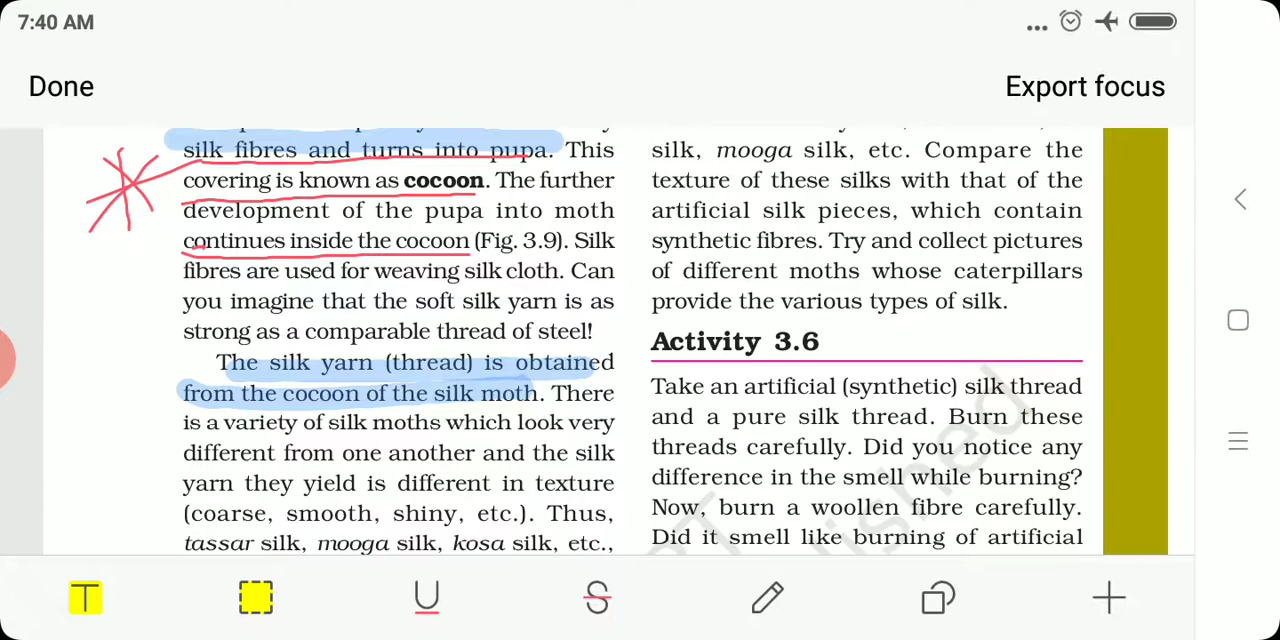 7:40 AM
Done
Export focus
silk fibres and turns into pupa. This
covering is known as cocoon. The further
development of the pupa into moth
continues inside the cocoon (Fig. 3.9). Silk
fibres are used for weaving silk cloth. Can
you imagine that the soft silk yarn is as
strong as a comparable thread of steel!
The silk yarn (thread) is obtained
from the cocoon of the silk moth. There
is a variety of silk moths which look very
different from one another and the silk
yarn they yield is different in texture
(coarse, smooth, shiny, etc.). Thus,
tassar silk, mooga silk, kosa silk, etc.,
silk, mooga silk, etc. Compare the
texture of these silks with that of the
artificial silk pieces, which contain
synthetic fibres. Try and collect pictures
of different moths whose caterpillars
provide the various types of silk.
Activity 3.6
Take an artificial (synthetic) silk thread
and a pure silk thread. Burn these
threads carefully. Did you notice any
difference in the smell while burning?
Now, burn a woollen fibre carefully.
Did it smell like burning of artificial